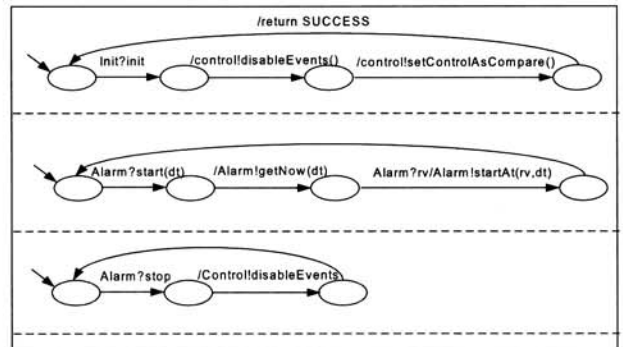 /return SUCCESS
Init?init
/control!disableEvents()
/control!setControlAsCompare()
Alarm?start(dt)
/Alarm!getNow(dt)
Alarm?rv/Alarm!startAt(rv,dt)
Alarm?stop
/Control!disableEvents